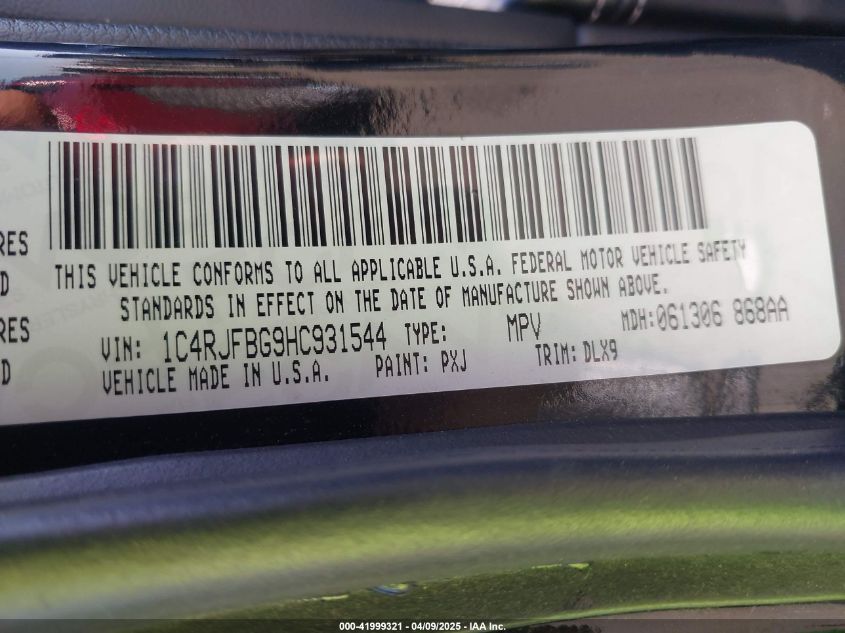 RES
THIS VEHICLE CONFORMS TO ALL APPLICABLE U.S.A. FEDERAL MOTOR VEHICLE SAFETY
D
STANDARDS IN EFFECT ON THE DATE OF MANUFACTURE SHOWN ABOVE.
RES
VIN: 1C4RJFBG9HC931544 TYPE: MPV MDH:061306 868AA
D
VEHICLE MADE IN U.S.A. PAINT: PXJ TRIM: DLX9
000-41999321 | 04/09/2025 - IAA Inc.